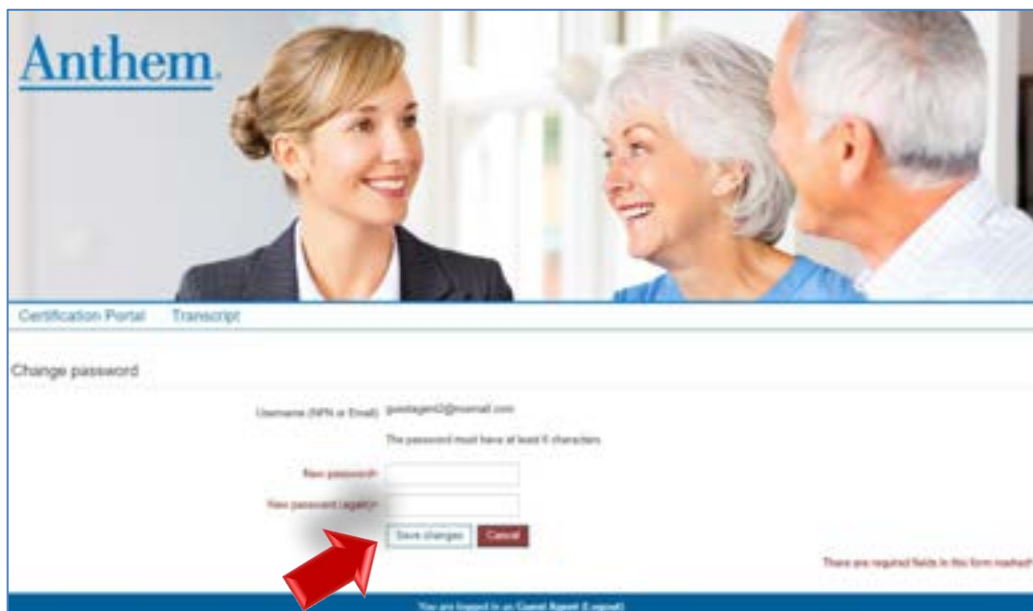 Anthem.
Certification Portal Transcript
Change password
Username (NPN or Email)
The password must have at least 6 characters
New password*
New password (again)*
Save changes Cancel
There are required fields in this form marked*
You are logged in as Guest Agent (Logout)